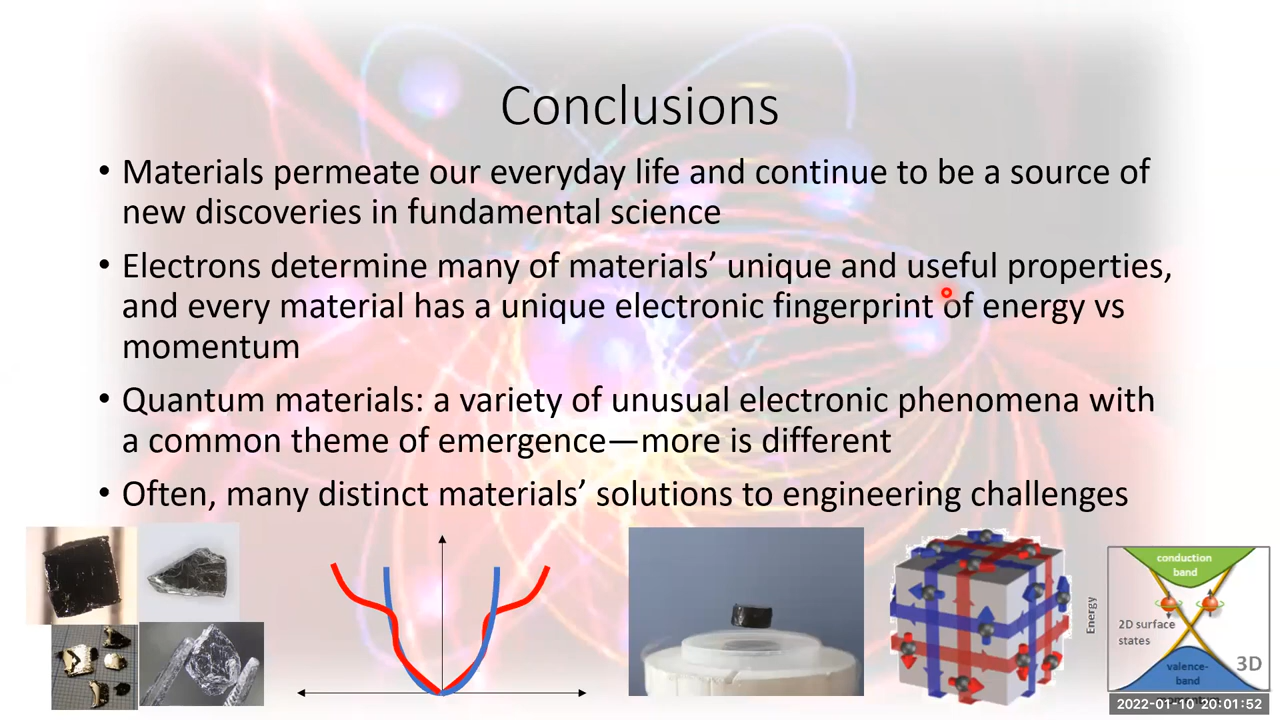 Conclusions
• Materials permeate our everyday life and continue to be a source of
new discoveries in fundamental science
• Electrons determine many of materials’ unique and useful properties,
and every material has a unique electronic fingerprint of energy vs
momentum
• Quantum materials: a variety of unusual electronic phenomena with
a common theme of emergence—more is different
• Often, many distinct materials’ solutions to engineering challenges
conduction
band
Energy
2D surface
states
valence-
band
3D
2022-01-10 20:01:52